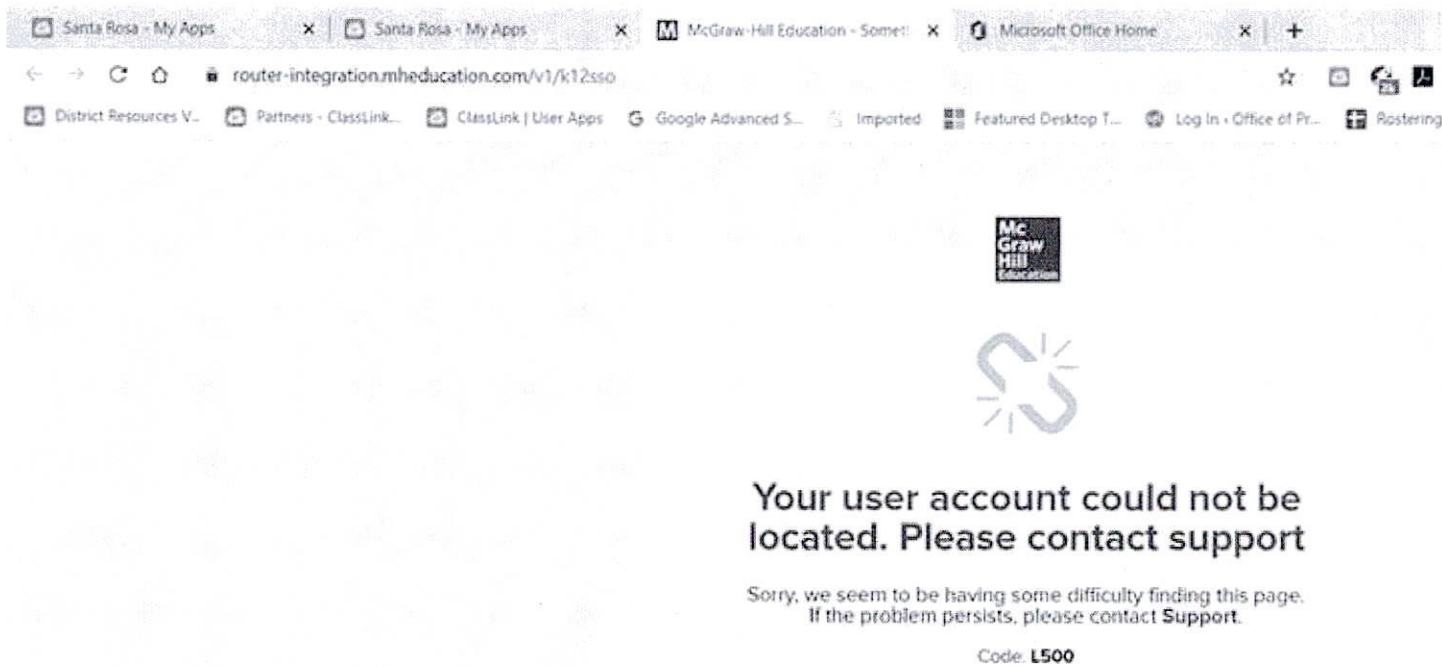 Santa Rosa - My Apps × Santa Rosa - My Apps × McGraw-Hill Education - Somet × Microsoft Office Home × +
router-integration.mheducation.com/v1/k12sso
District Resources V... Partners - ClassLink... ClassLink | User Apps Google Advanced S... Imported Featured Desktop T... Log In ‹ Office of Pr... Rostering
Mc
Graw
Hill
Education
Your user account could not be
located. Please contact support
Sorry, we seem to be having some difficulty finding this page.
If the problem persists, please contact Support.
Code: L500